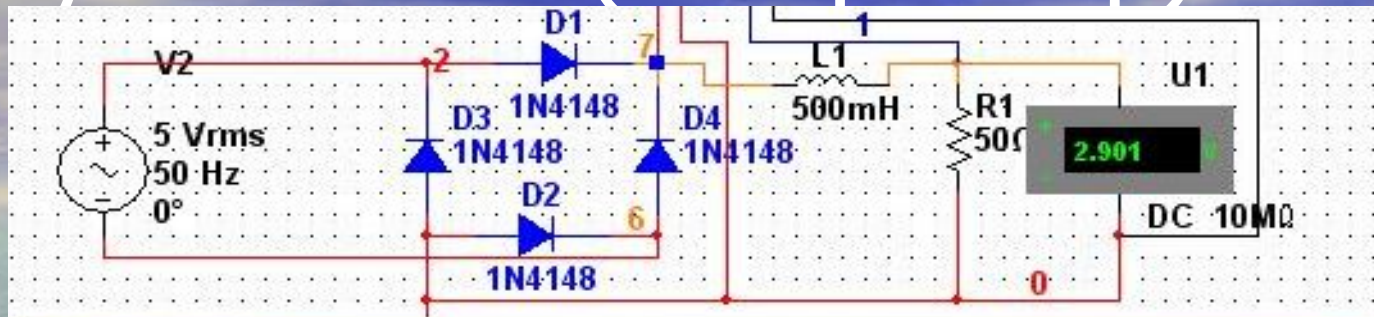 D1
7
1
V2
2
L1
U1
1N4148
500mH
R1
5 Vrms
D3
D4
50Ω
50 Hz
1N4148
1N4148
2.901
0°
D2
6
DC 10MΩ
1N4148
0